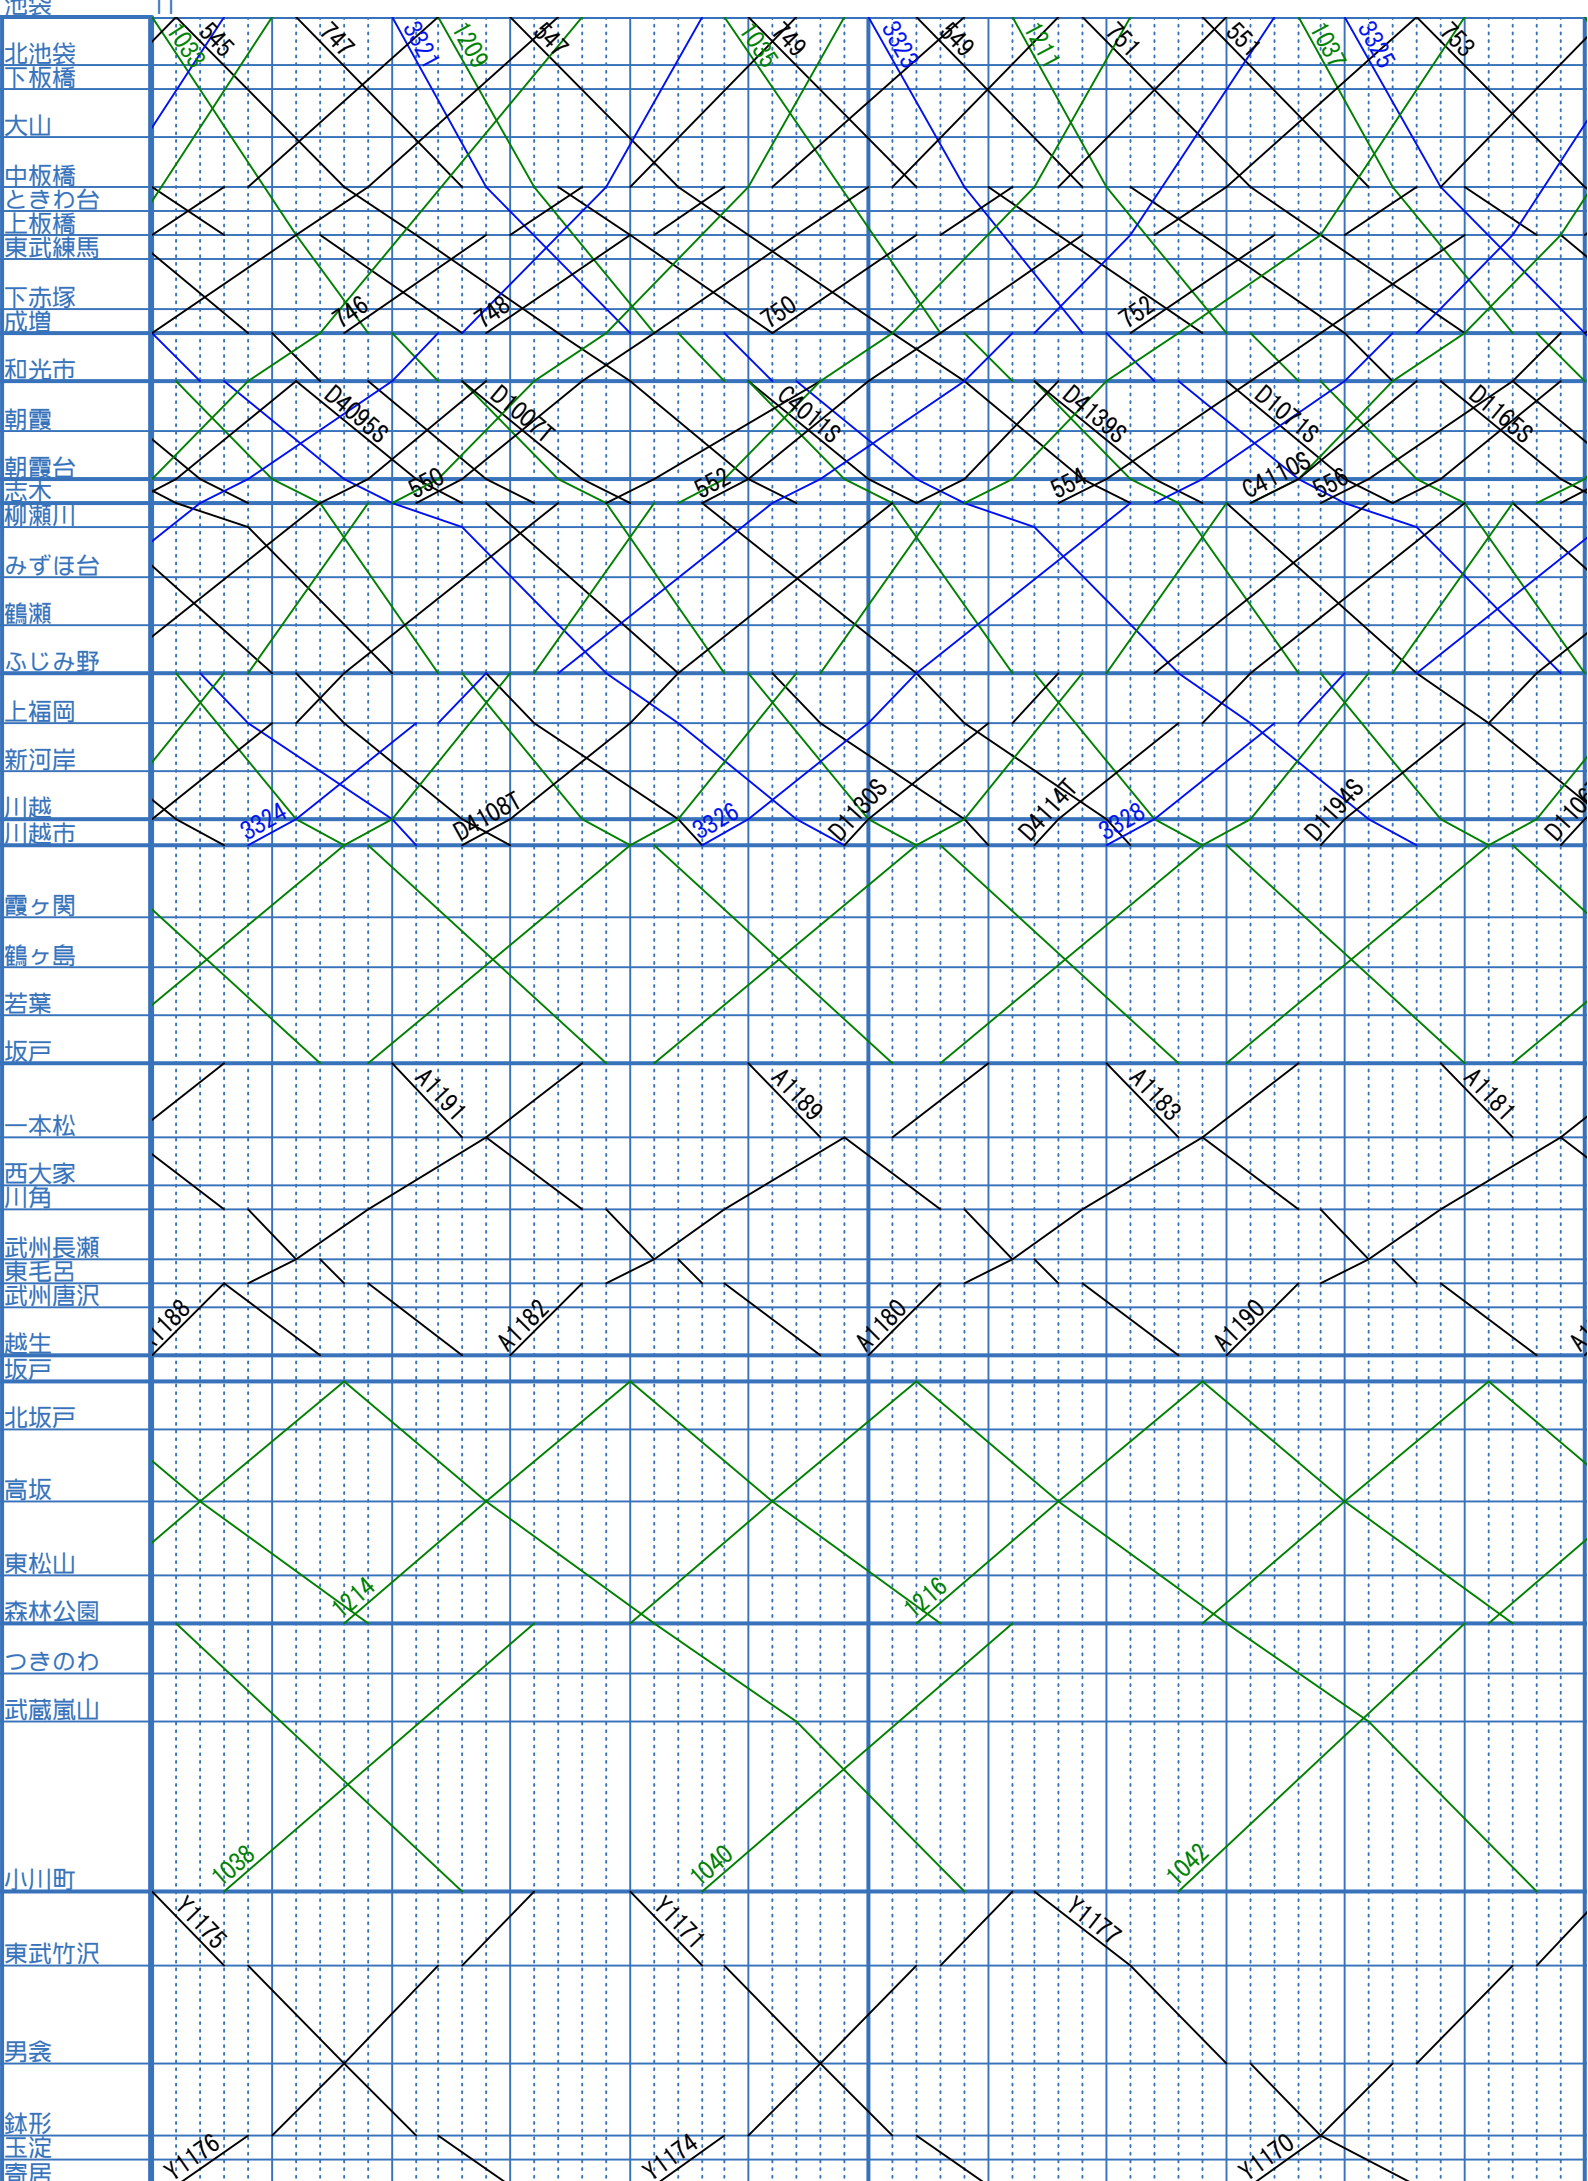 池袋 11
1033 545 747 3321 1209 547 1035 749 3323 549 1211 751 551 1037 3325 753
北池袋
下板橋
大山
中板橋
ときわ台
上板橋
東武練馬
下赤塚 746 748 750 752
成増
和光市
D4095S D1007T C4011S D4139S D1071S D1165S
朝霞
朝霞台 550 552 554 C4110S 556
志木
柳瀬川
みずほ台
鶴瀬
ふじみ野
上福岡
新河岸
川越 3324 D4108T 3326 D1130S D4114T 3328 D1194S D1106
川越市
霞ヶ関
鶴ヶ島
若葉
坂戸
A1191 A1189 A1183 A1181
一本松
西大家
川角
武州長瀬
東毛呂
武州唐沢
越生 1188 A1182 A1180 A1190 A1
坂戸
北坂戸
高坂
東松山
森林公園 1214 1216
つきのわ
武蔵嵐山
小川町 1038 1040 1042
Y1175 Y1171 Y1177
東武竹沢
男衾
鉢形
玉淀 Y1176 Y1174 Y1170
寄居